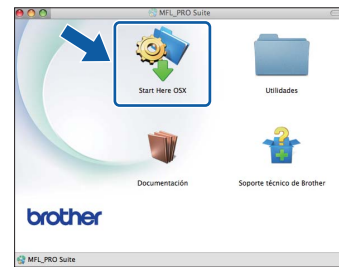 MFL_PRO Suite
Start Here OSX
Utilidades
Documentación
Soporte técnico de Brother
brother
MFL_PRO Suite